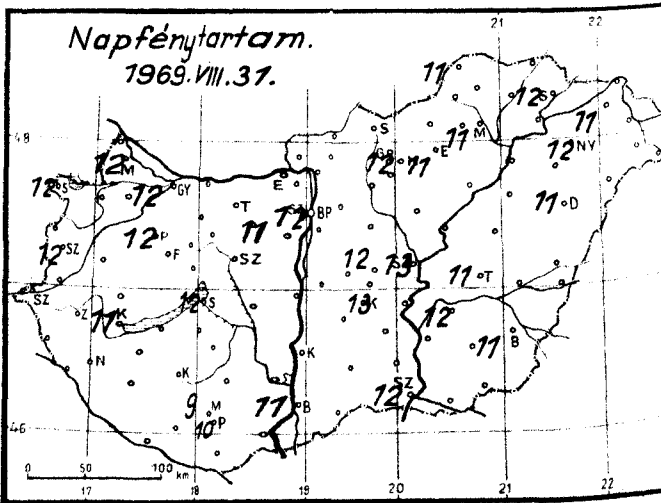 Napfénytartam.
1969.VIII.31.
21
22
11
48
S
12 S
11
11 M
12 NY
12 M
12 11 E
12 S
12
GY
E
T
12 BP
11 D
12 SZ
12 P
F
11
SZ
12
13
11 T
SZ
12 S
13 K
12
Z
11 K
11 B
N
K
K
SZ
12
9 M
10 P
11
B
46
0 50 100 km
17
18
19
20
21
22